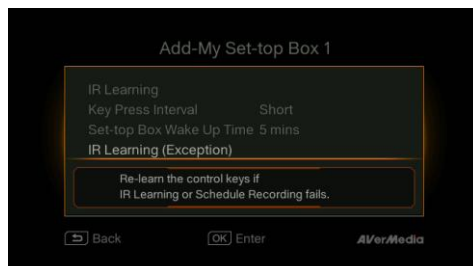 Add-My Set-top Box 1
IR Learning
Key Press Interval Short
Set-top Box Wake Up Time 5 mins
IR Learning (Exception)
Re-learn the control keys if
IR Learning or Schedule Recording fails.
Back OK Enter AVerMedia